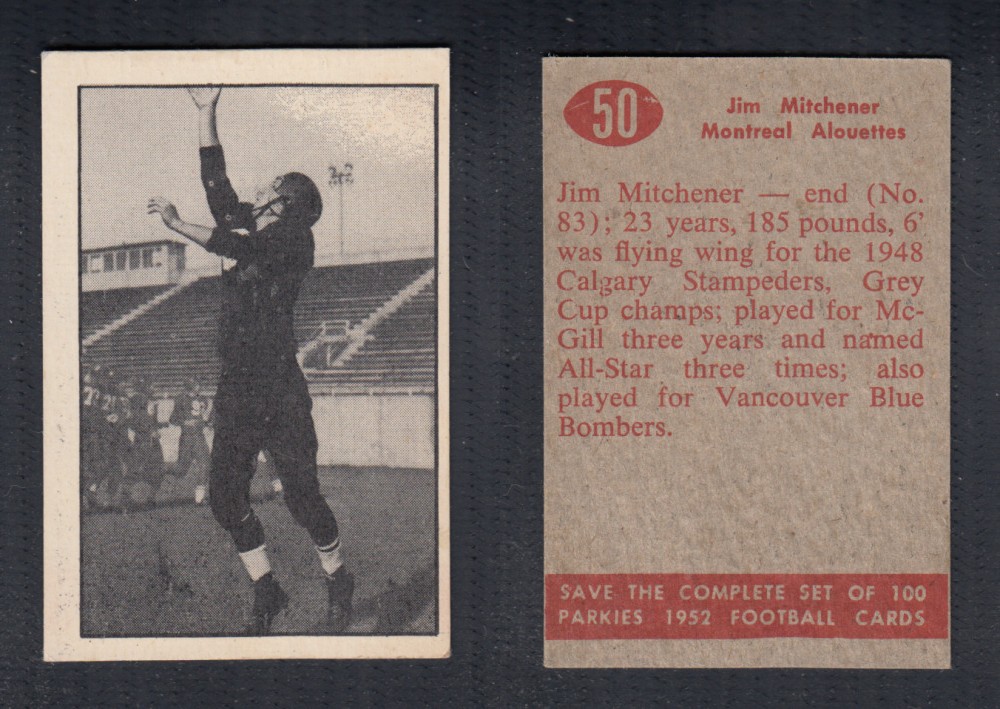 50
Jim Mitchener
Montreal Alouettes
Jim Mitchener — end (No.
83); 23 years, 185 pounds, 6'
was flying wing for the 1948
Calgary Stampeders, Grey
Cup champs; played for Mc-
Gill three years and named
All-Star three times; also
played for Vancouver Blue
Bombers.
SAVE THE COMPLETE SET OF 100
PARKIES 1952 FOOTBALL CARDS